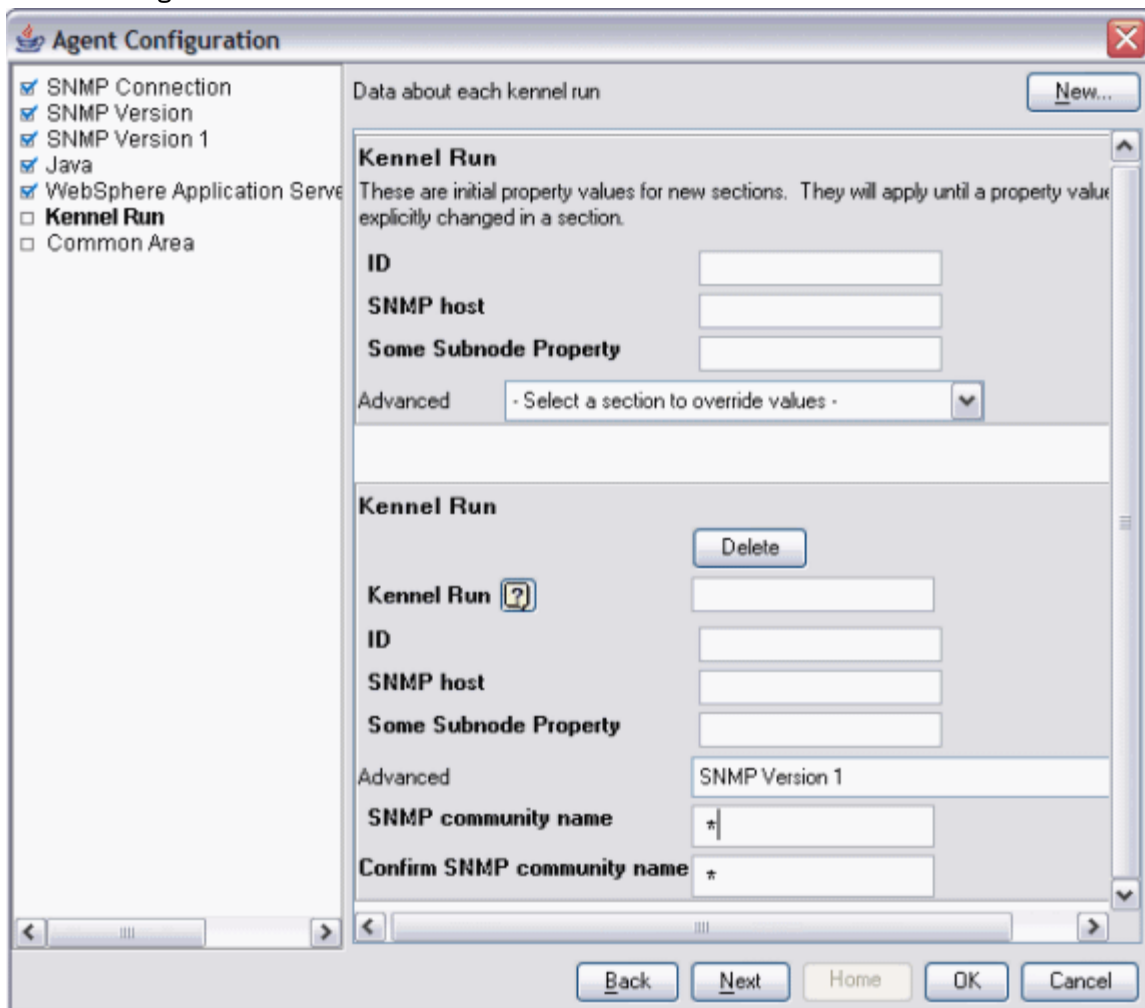 Agent Configuration
SNMP Connection
SNMP Version
SNMP Version 1
Java
WebSphere Application Serve
Kennel Run
Common Area
Data about each kennel run
New...
Kennel Run
These are initial property values for new sections. They will apply until a property value
explicitly changed in a section.
ID
SNMP host
Some Subnode Property
Advanced - Select a section to override values -
Kennel Run
Delete
Kennel Run ?
ID
SNMP host
Some Subnode Property
Advanced SNMP Version 1
SNMP community name *
Confirm SNMP community name *
Back Next Home OK Cancel